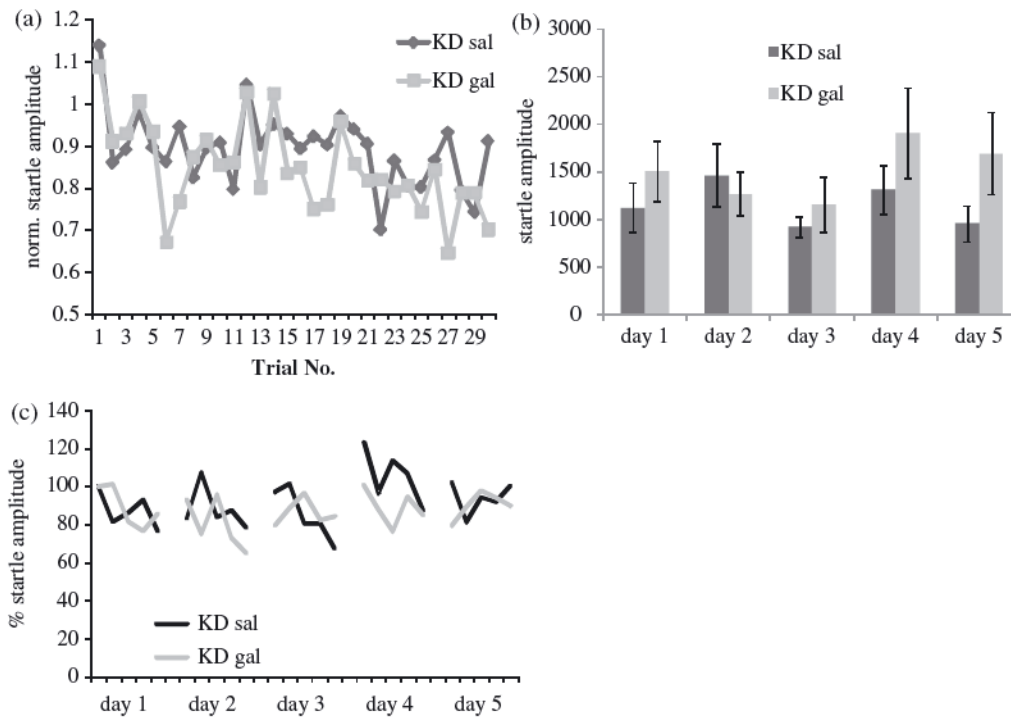 (a)
1.2
1.1
1
0.9
0.8
0.7
0.6
0.5
norm. startle amplitude
KD sal
KD gal
1 3 5 7 9 11 13 15 17 19 21 23 25 27 29
Trial No.
(b)
3000
2500
2000
1500
1000
500
0
startle amplitude
KD sal
KD gal
day 1 day 2 day 3 day 4 day 5
(c)
140
120
100
80
60
40
20
0
% startle amplitude
KD sal
KD gal
day 1 day 2 day 3 day 4 day 5